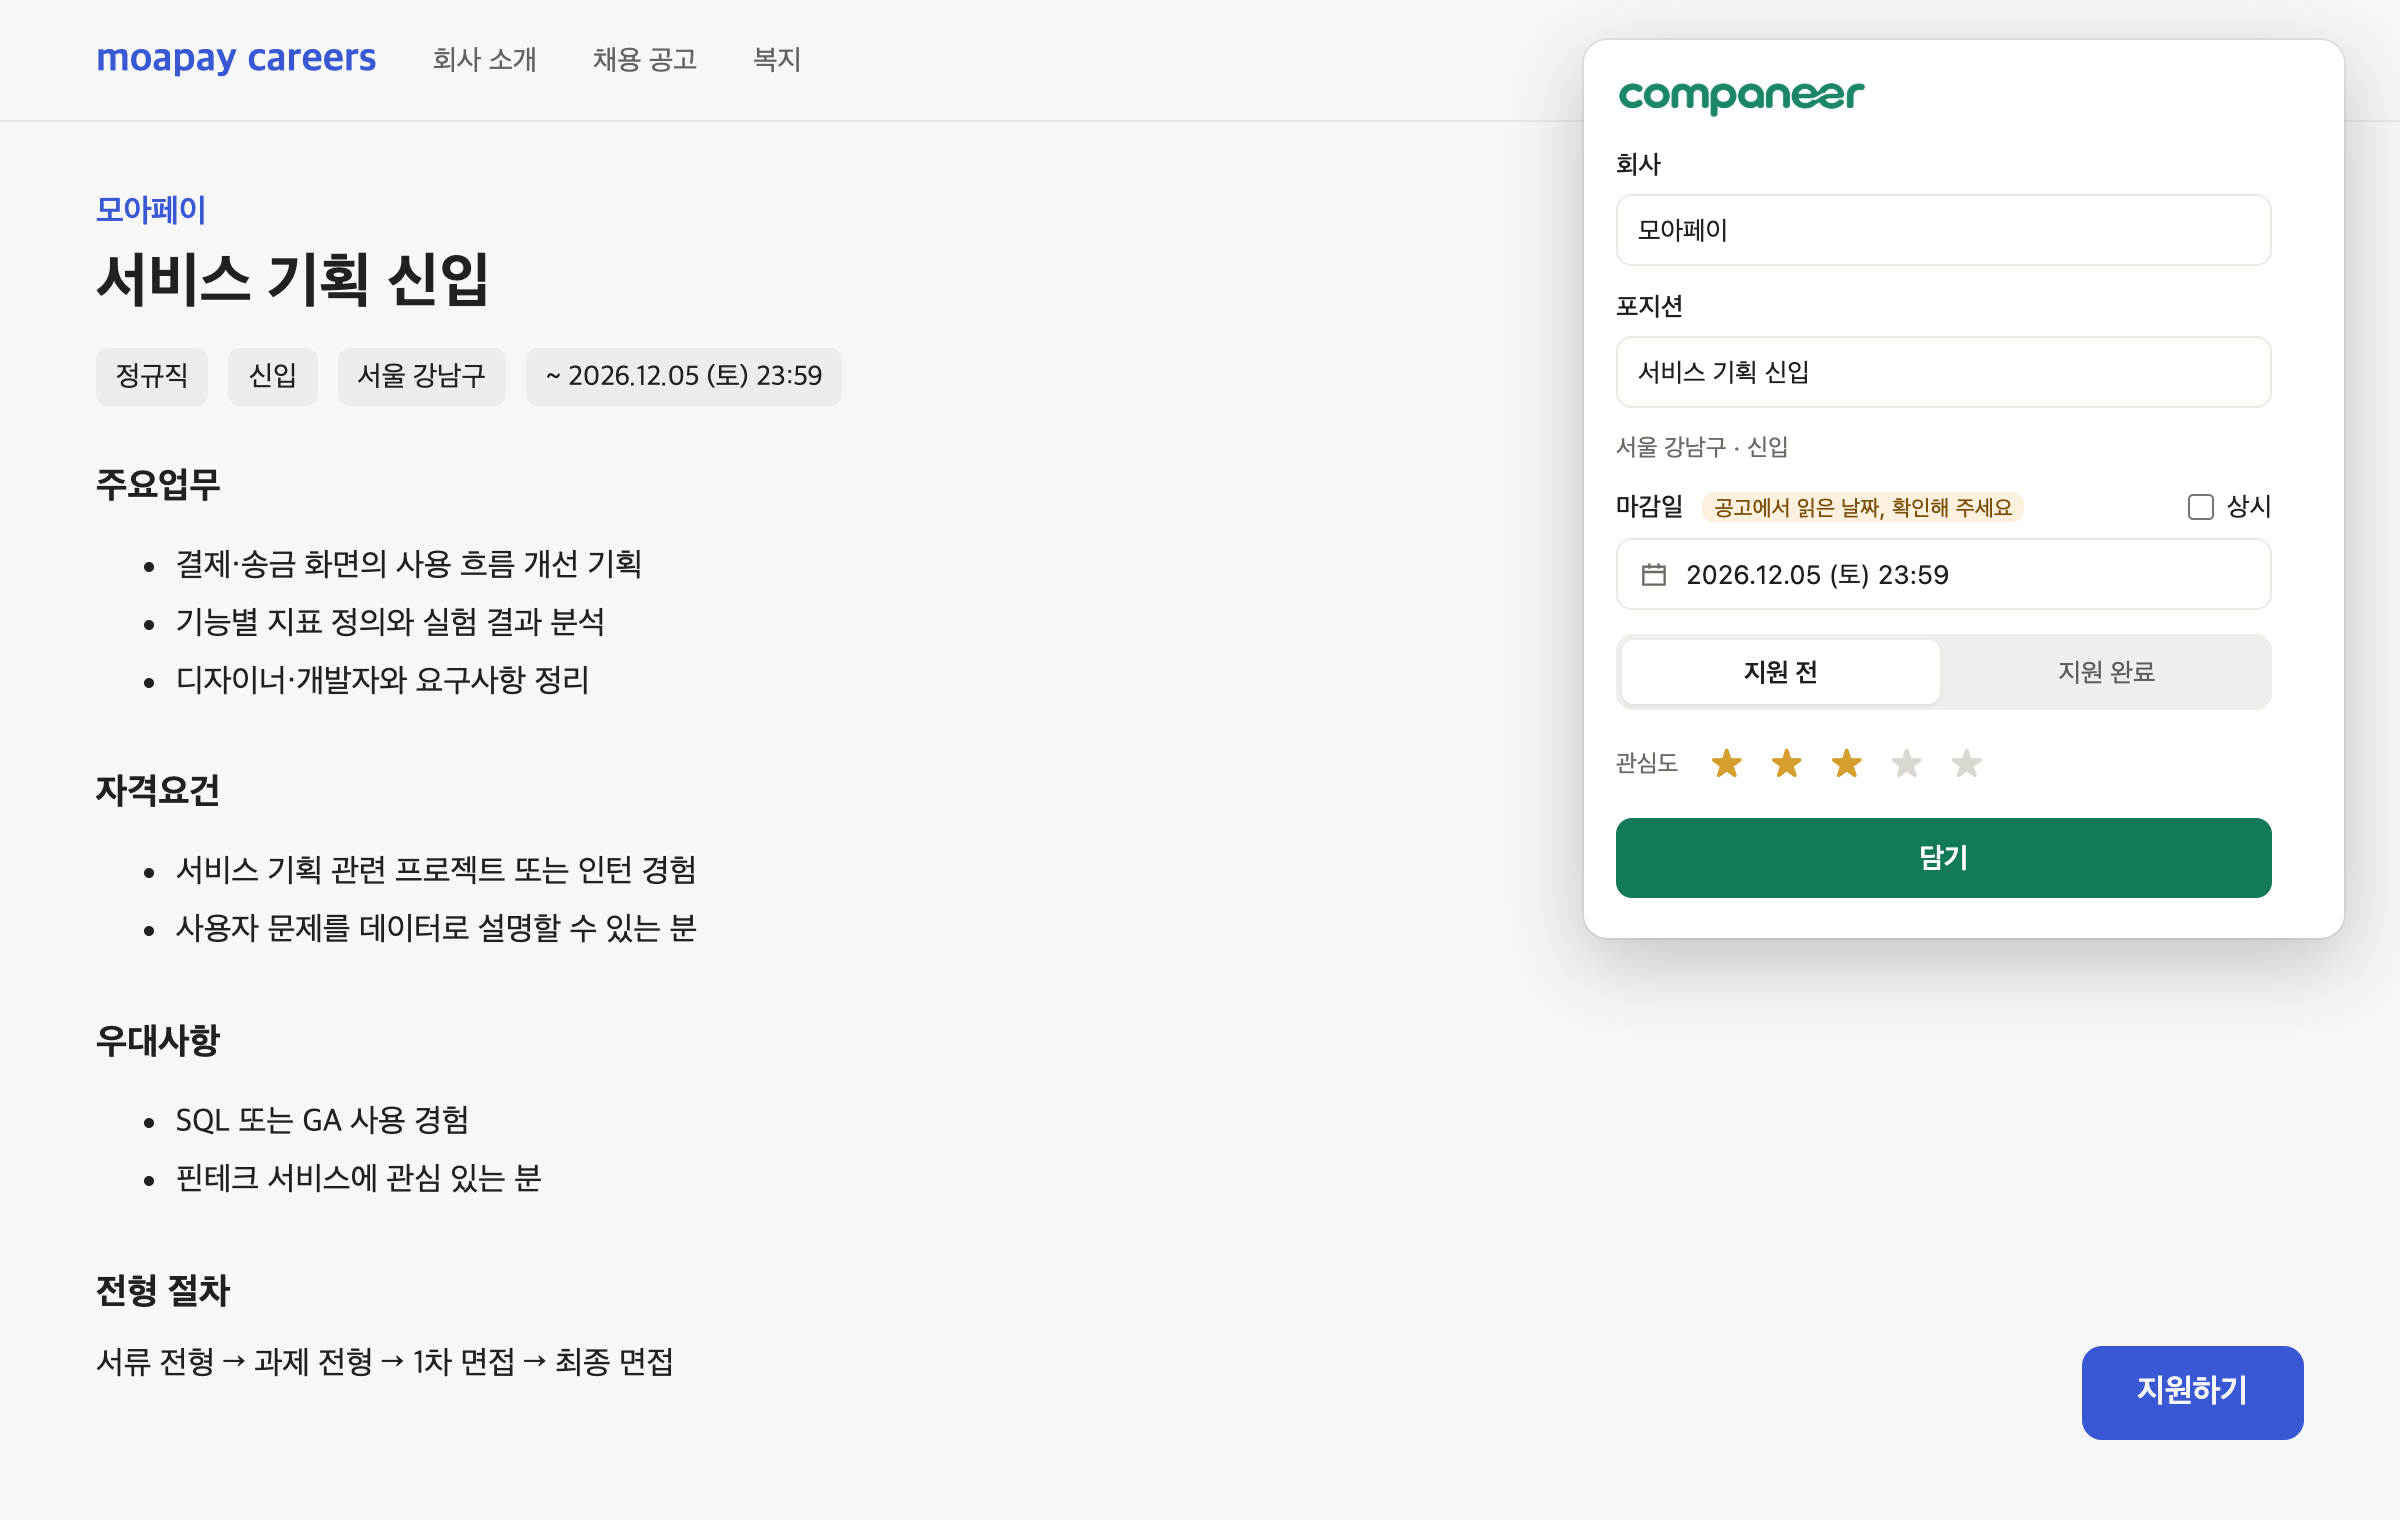 moapay careers 회사 소개 채용 공고 복지
모아페이
서비스 기획 신입
정규직 신입 서울 강남구 ~ 2026.12.05 (토) 23:59
주요업무
• 결제·송금 화면의 사용 흐름 개선 기획
• 기능별 지표 정의와 실험 결과 분석
• 디자이너·개발자와 요구사항 정리
자격요건
• 서비스 기획 관련 프로젝트 또는 인턴 경험
• 사용자 문제를 데이터로 설명할 수 있는 분
우대사항
• SQL 또는 GA 사용 경험
• 핀테크 서비스에 관심 있는 분
전형 절차
서류 전형 → 과제 전형 → 1차 면접 → 최종 면접
지원하기
companeer
회사
모아페이
포지션
서비스 기획 신입
서울 강남구 · 신입
마감일 공고에서 읽은 날짜, 확인해 주세요 상시
2026.12.05 (토) 23:59
지원 전 지원 완료
관심도
담기